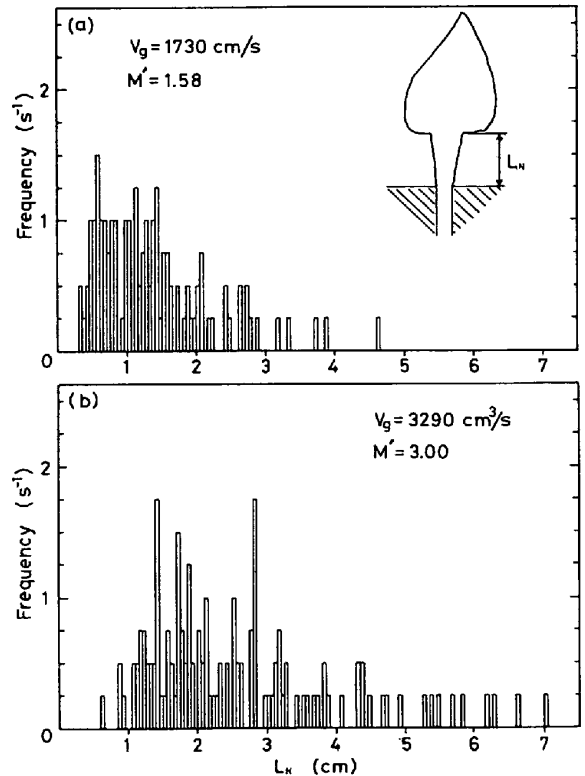 (a)
Vg = 1730 cm/s
M' = 1.58
LN
Frequency (s⁻¹)
2
1
0
1 2 3 4 5 6 7
(b)
Vg = 3290 cm³/s
M' = 3.00
Frequency (s⁻¹)
2
1
0
1 2 3 4 5 6 7
LN (cm)